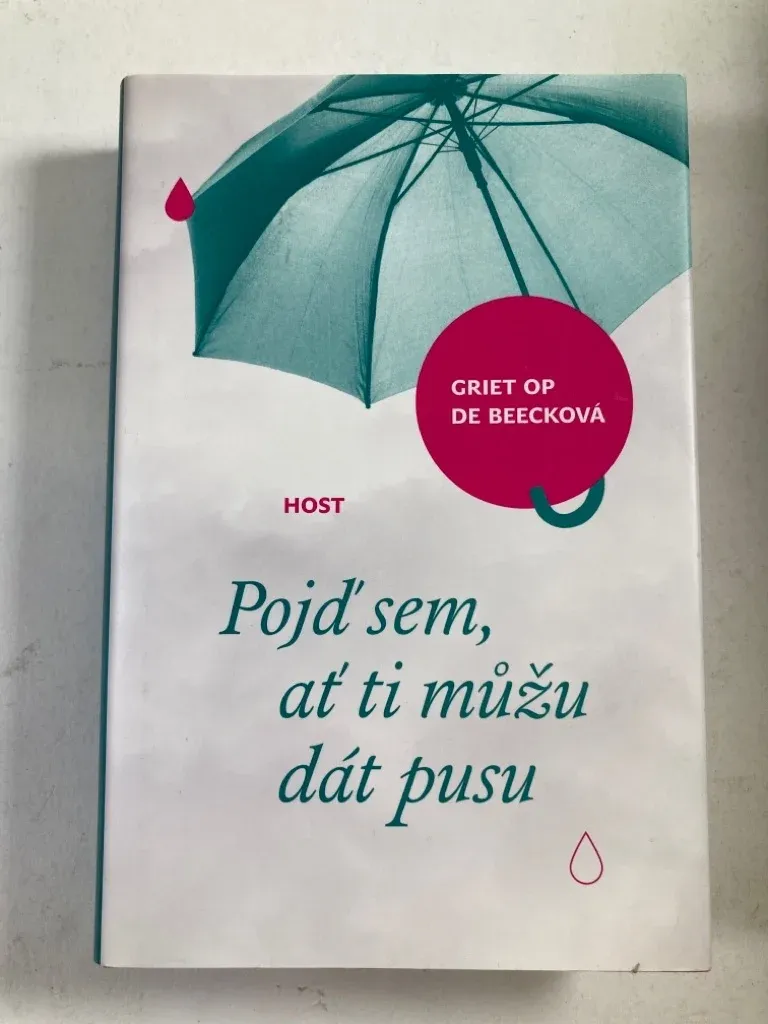 GRIET OP
DE BEECKOVÁ
HOST
Pojď sem,
ať ti můžu
dát pusu